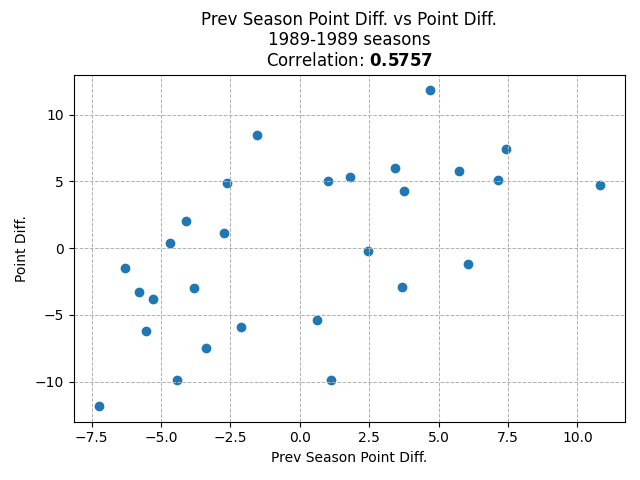 Prev Season Point Diff. vs Point Diff.
1989-1989 seasons
Correlation: 0.5757
10
5
0
−5
−10
Point Diff.
−7.5 −5.0 −2.5 0.0 2.5 5.0 7.5 10.0
Prev Season Point Diff.